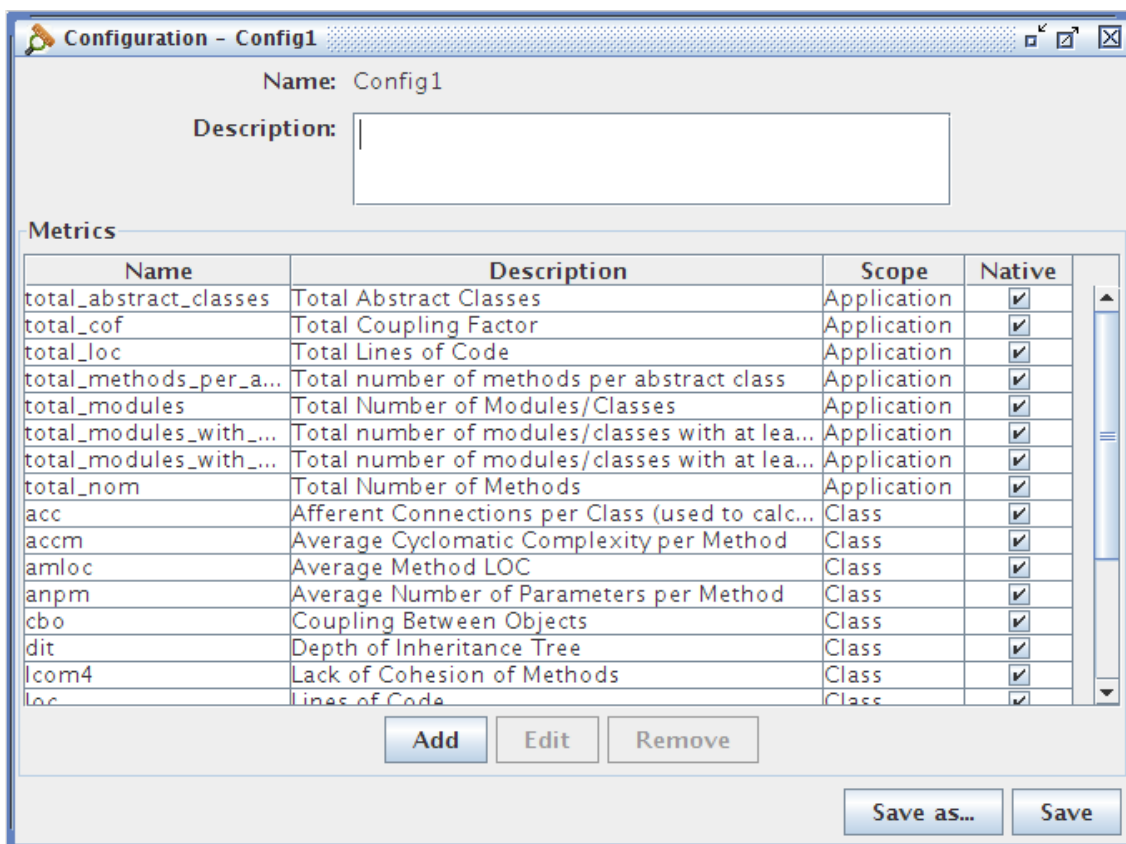 Configuration - Config1
Name: Config1
Description:
Metrics
Name Description Scope Native
total_abstract_classes Total Abstract Classes Application
total_cof Total Coupling Factor Application
total_loc Total Lines of Code Application
total_methods_per_a... Total number of methods per abstract class Application
total_modules Total Number of Modules/Classes Application
total_modules_with_... Total number of modules/classes with at lea... Application
total_modules_with_... Total number of modules/classes with at lea... Application
total_nom Total Number of Methods Application
acc Afferent Connections per Class (used to calc... Class
accm Average Cyclomatic Complexity per Method Class
amloc Average Method LOC Class
anpm Average Number of Parameters per Method Class
cbo Coupling Between Objects Class
dit Depth of Inheritance Tree Class
lcom4 Lack of Cohesion of Methods Class
loc Lines of Code Class
Add Edit Remove
Save as... Save